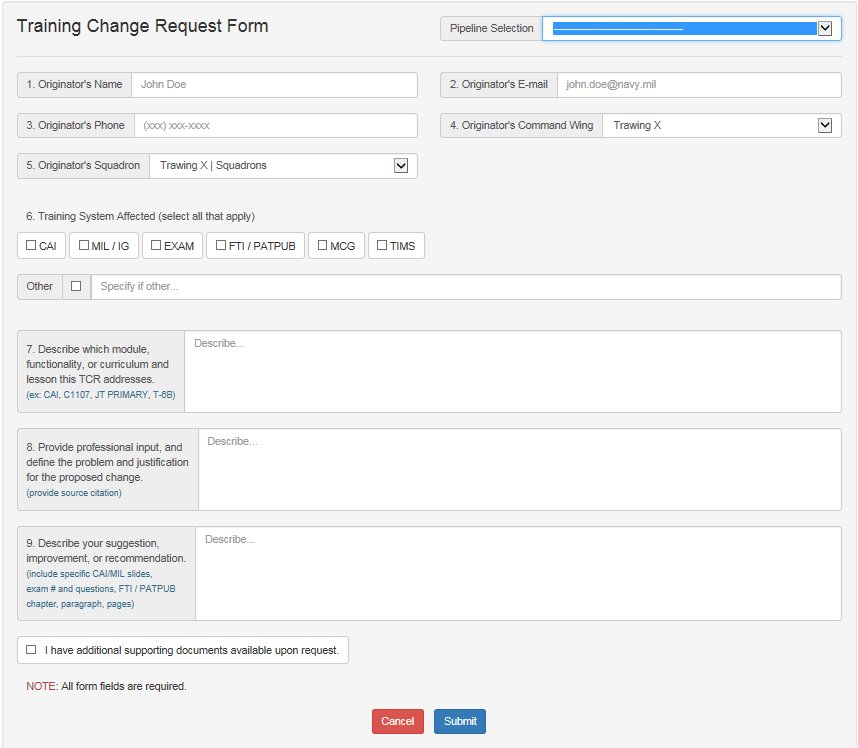 Training Change Request Form
Pipeline Selection
1. Originator's Name
John Doe
2. Originator's E-mail
john.doe@navy.mil
3. Originator's Phone
(xxx) xxx-xxxx
4. Originator's Command Wing
Trawing X
5. Originator's Squadron
Trawing X | Squadrons
6. Training System Affected (select all that apply)
CAI
MIL / IG
EXAM
FTI / PATPUB
MCG
TIMS
Other
Specify if other...
7. Describe which module,
functionality, or curriculum and
lesson this TCR addresses.
(ex: CAI, C1107, JT PRIMARY, T-6B)
Describe...
8. Provide professional input, and
define the problem and justification
for the proposed change.
(provide source citation)
Describe...
9. Describe your suggestion,
improvement, or recommendation.
(include specific CAI/MIL slides,
exam # and questions, FTI / PATPUB
chapter, paragraph, pages)
Describe...
I have additional supporting documents available upon request.
NOTE: All form fields are required.
Cancel
Submit